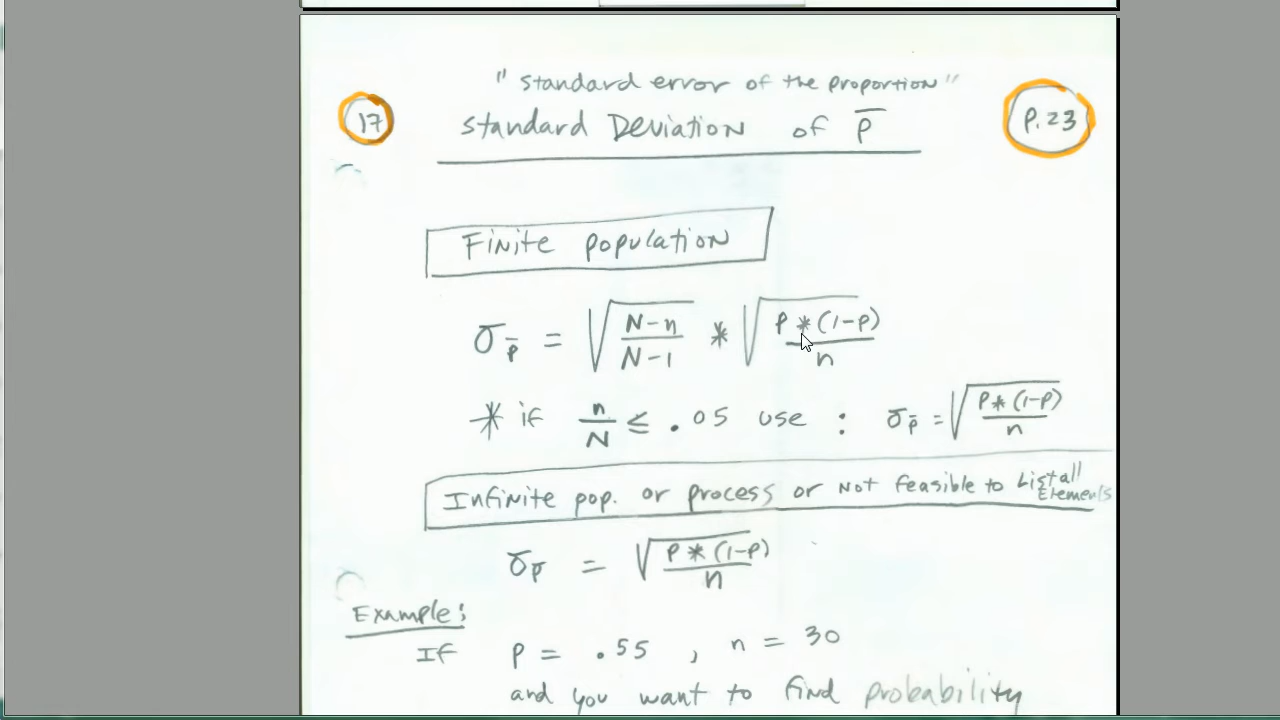 "standard error of the proportion"
17
Standard Deviation of p̅
P.23
Finite population
σp̅ = √((N-n)/(N-1)) * √((P*(1-P))/n)
* if n/N ≤ .05 use : σp̅ = √((P*(1-P))/n)
Infinite pop. or process or Not feasible to List all Elements
σp̅ = √((P*(1-P))/n)
Example:
If P = .55 , n = 30
and you want to find probability